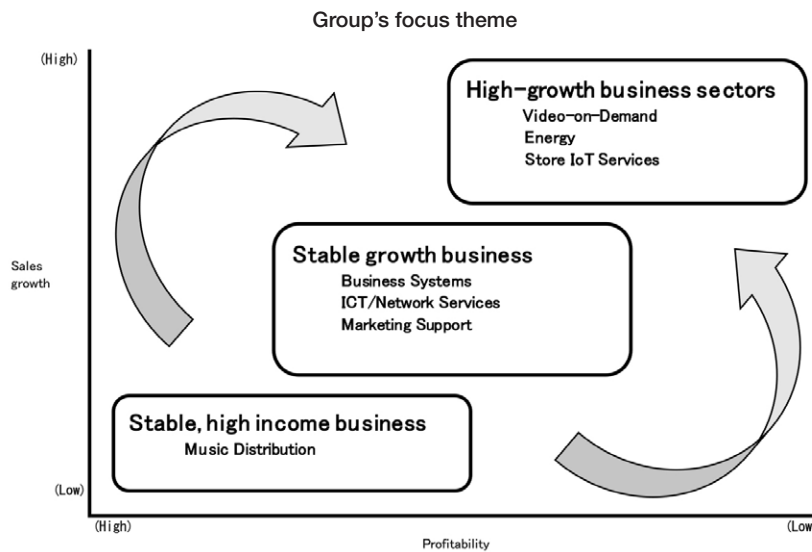 Group’s focus theme
(High)
High-growth business sectors
Video-on-Demand
Energy
Store IoT Services
Stable growth business
Business Systems
ICT/Network Services
Marketing Support
Sales
growth
Stable, high income business
Music Distribution
(Low)
(High)
(Low
Profitability